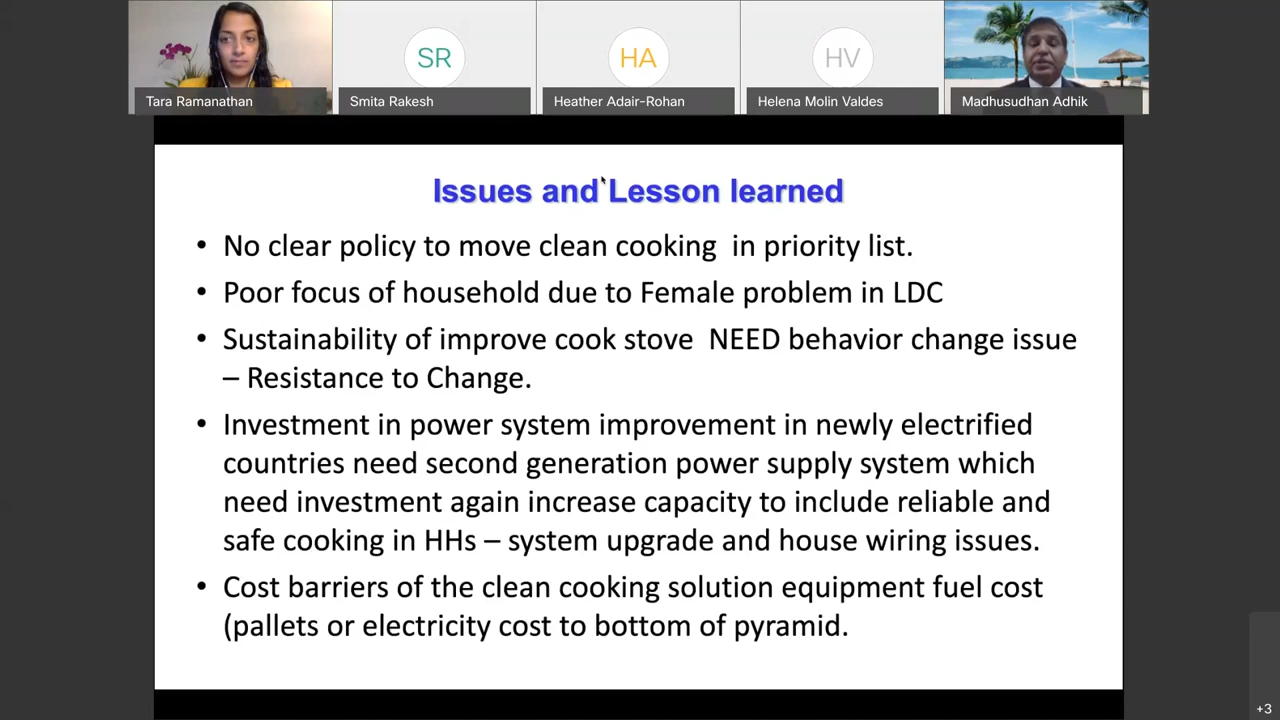 SR
HA
HV
Tara Ramanathan
Smita Rakesh
Heather Adair-Rohan
Helena Molin Valdes
Madhusudhan Adhik
Issues and Lesson learned
• No clear policy to move clean cooking in priority list.
• Poor focus of household due to Female problem in LDC
• Sustainability of improve cook stove NEED behavior change issue
– Resistance to Change.
• Investment in power system improvement in newly electrified
countries need second generation power supply system which
need investment again increase capacity to include reliable and
safe cooking in HHs – system upgrade and house wiring issues.
• Cost barriers of the clean cooking solution equipment fuel cost
(pallets or electricity cost to bottom of pyramid.
+3